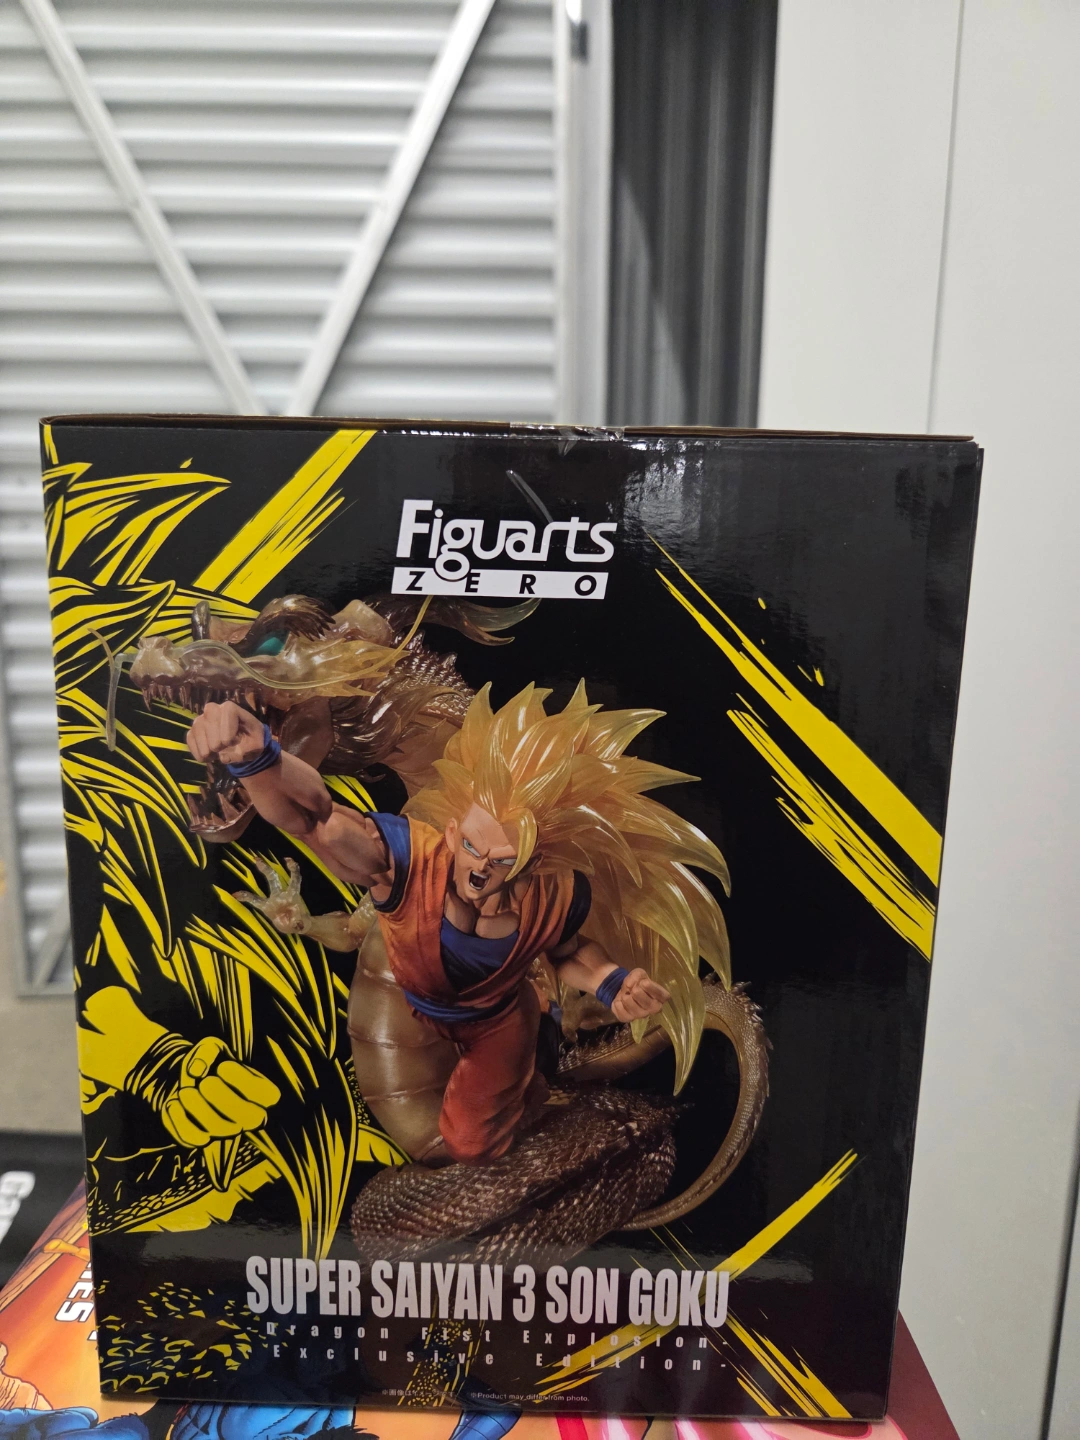 Figuarts
ZERO
SUPER SAIYAN 3 SON GOKU
-Dragon Fist Explosion
Exclusive Edition-
※Product may differ from photo.